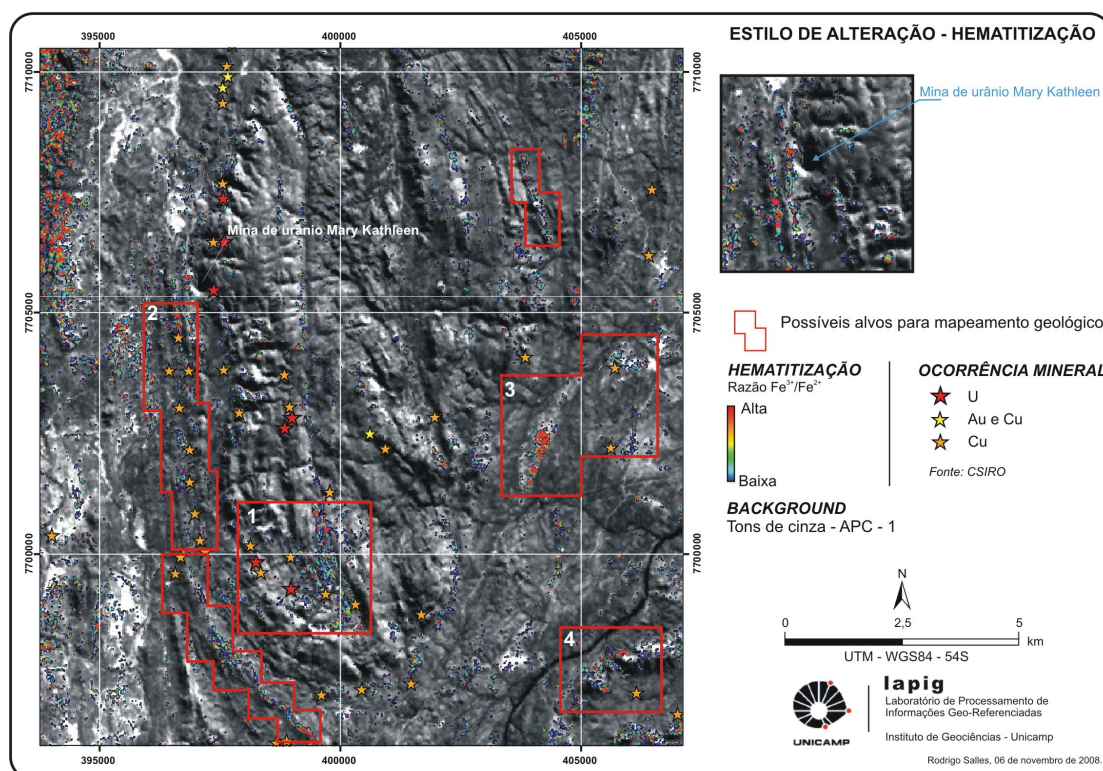 ESTILO DE ALTERAÇÃO - HEMATITIZAÇÃO
395000
400000
405000
7710000
7710000
Mina de urânio Mary Kathleen
Mina de urânio Mary Kathleen
7705000
7705000
2
3
1
7700000
7700000
4
395000
400000
405000
Possíveis alvos para mapeamento geológico
HEMATITIZAÇÃO
Razão Fe³⁺/Fe²⁺
Alta
Baixa
OCORRÊNCIA MINERAL
U
Au e Cu
Cu
Fonte: CSIRO
BACKGROUND
Tons de cinza - APC - 1
N
0
2,5
5
km
UTM - WGS84 - 54S
UNICAMP
lapig
Laboratório de Processamento de
Informações Geo-Referenciadas
Instituto de Geociências - Unicamp
Rodrigo Salles, 06 de novembro de 2008.